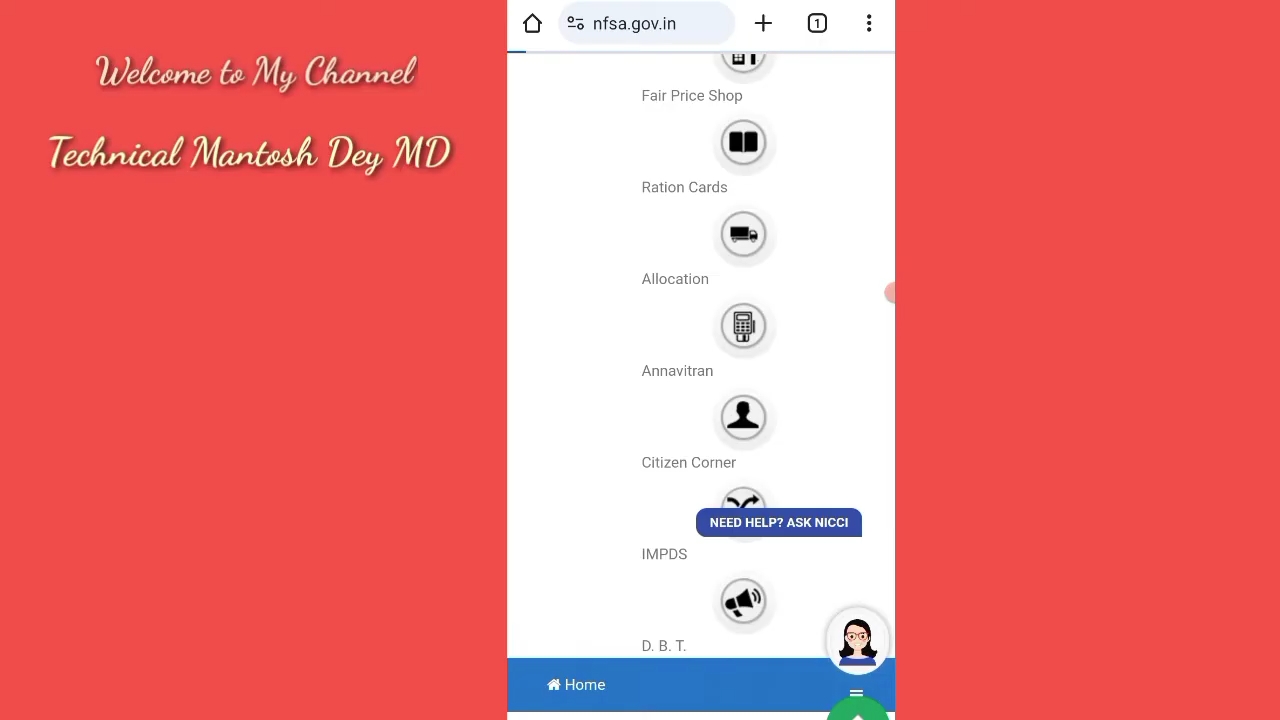 Welcome to My Channel
Technical Mantosh Dey MD
nfsa.gov.in
1
Fair Price Shop
Ration Cards
Allocation
Annavitran
Citizen Corner
NEED HELP? ASK NICCI
IMPDS
D. B. T.
Home